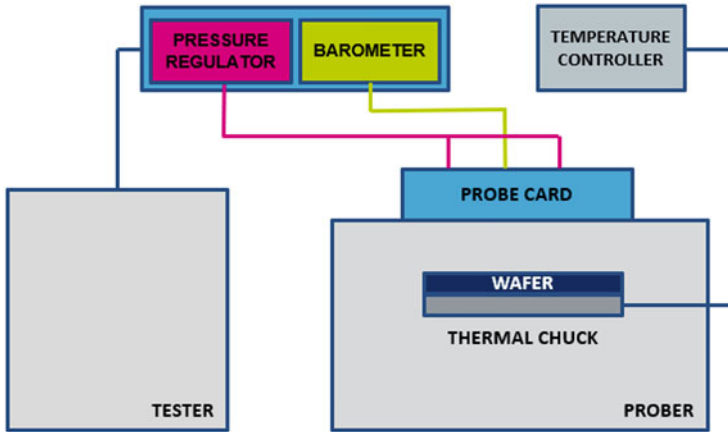 PRESSURE
REGULATOR
BAROMETER
TEMPERATURE
CONTROLLER
PROBE CARD
WAFER
THERMAL CHUCK
TESTER
PROBER